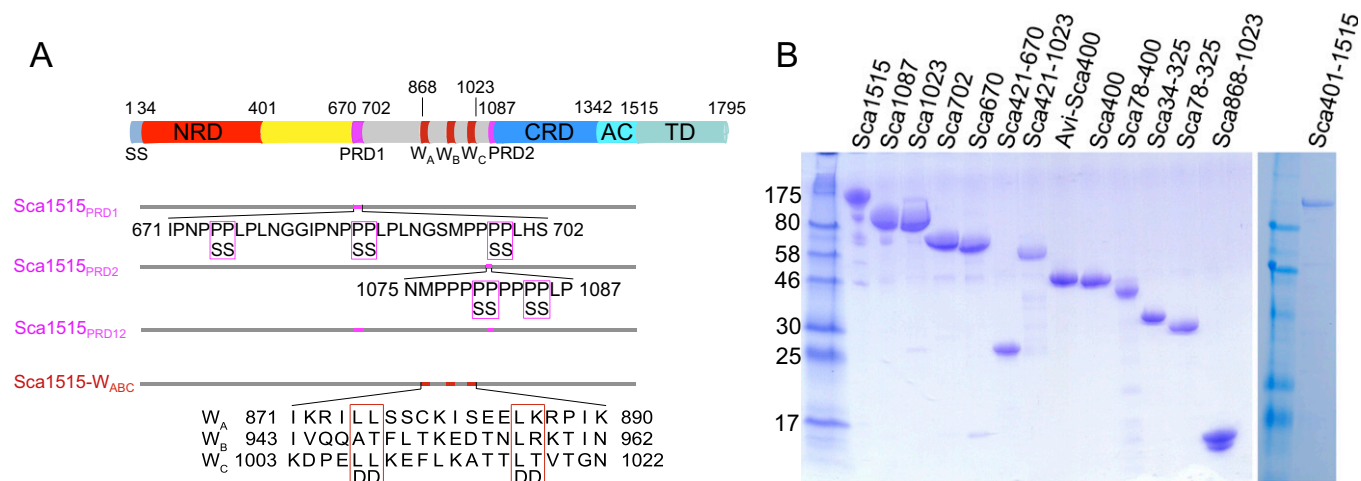 A
1 34 401 670 702 868 1023 1087 1342 1515 1795
NRD CRD AC TD
SS PRD1 WA WB WC PRD2
Sca1515PRD1
671 IPNPPPLPLNGGIPNPPPLPLNGSMPPPPLHS 702
SS SS SS
Sca1515PRD2
1075 NMPPPPPPPPPLP 1087
SS SS
Sca1515PRD12
Sca1515-WABC
WA 871 IKRILLSSCKISEELKRPIK 890
WB 943 IVQQATFLTKEDTNLRKTIN 962
WC 1003 KDPELLKEFLKATTLTVTGN 1022
DD DD
B
Sca1515
Sca1087
Sca1023
Sca702
Sca670
Sca421-670
Sca421-1023
Avi-Sca400
Sca400
Sca78-400
Sca34-325
Sca78-325
Sca868-1023
Sca401-1515
175
80
58
46
30
25
17